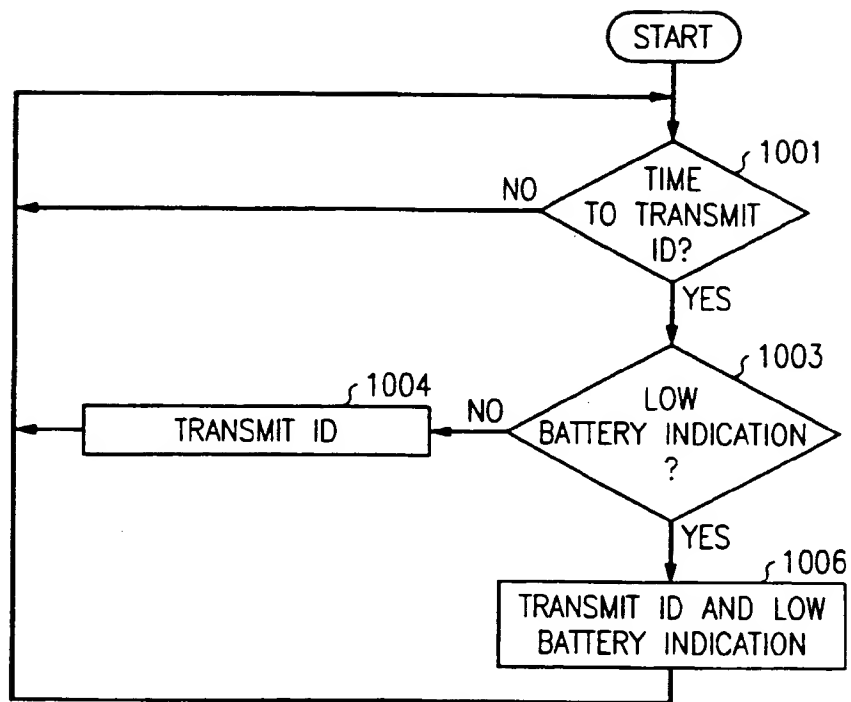 START
1001
TIME
TO TRANSMIT
ID?
NO
YES
1003
LOW
BATTERY INDICATION
?
NO
1004
TRANSMIT ID
YES
1006
TRANSMIT ID AND LOW
BATTERY INDICATION